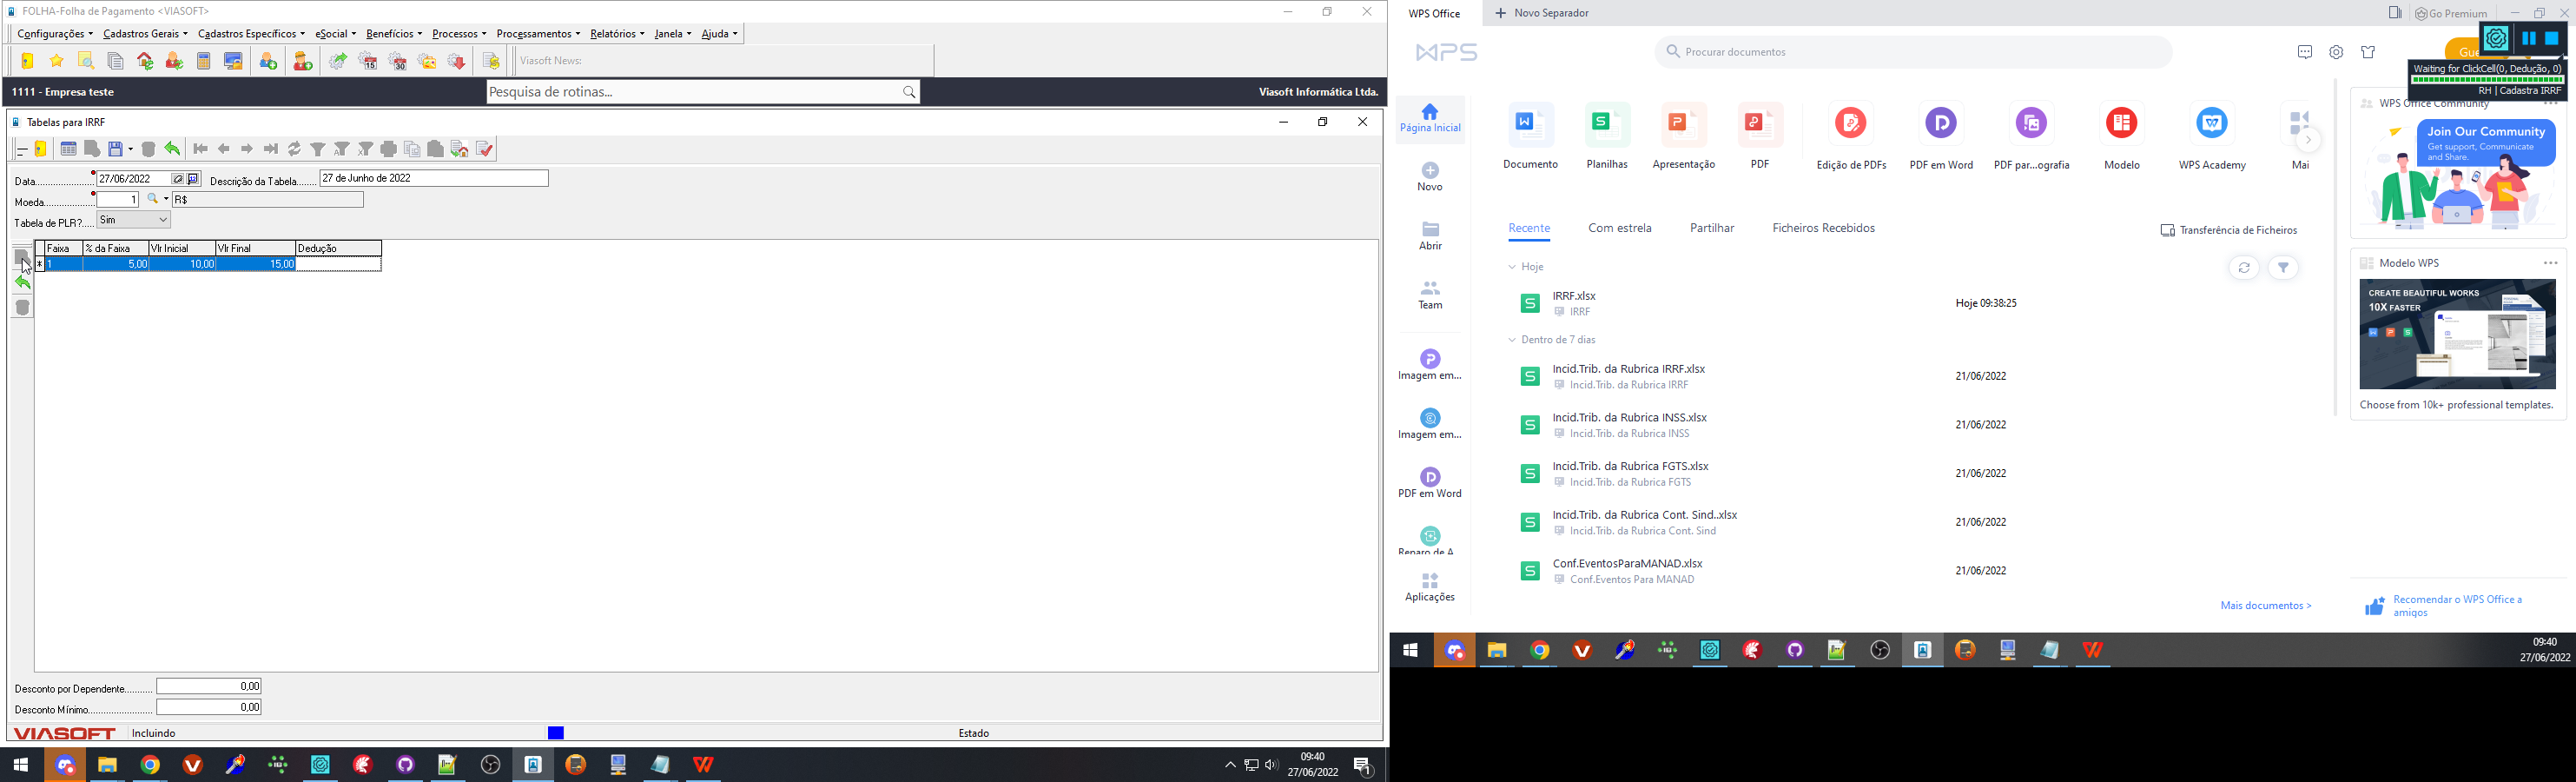 FOLHA-Folha de Pagamento <VIASOFT>
Configurações Cadastros Gerais Cadastros Específicos eSocial Benefícios Processos Processamentos Relatórios Janela Ajuda
15 30 Viasoft News:
1111 - Empresa teste
Pesquisa de rotinas...
Viasoft Informática Ltda.
Tabelas para IRRF
Data...................... 27/06/2022 Descrição da Tabela....... 27 de Junho de 2022
Moeda.................. 1 R$
Tabela de PLR?..... Sim
Faixa % da Faixa Vlr Inicial Vlr Final Dedução
* 1 5,00 10,00 15,00
Desconto por Dependente.......... 0,00
Desconto Mínimo....................... 0,00
VIASOFT Incluindo Estado
09:40
27/06/2022
1
WPS Office
Novo Separador
Go Premium
WPS
Procurar documentos
Gue
Waiting for ClickCell(0, Dedução, 0)
RH | Cadastra IRRF
Página Inicial
Novo
Abrir
Team
Imagem em...
Imagem em...
PDF em Word
Reparo de A
Aplicações
Documento
Planilhas
Apresentação
PDF
Edição de PDFs
PDF em Word
PDF par...ografia
Modelo
WPS Academy
Mai
Recente
Com estrela
Partilhar
Ficheiros Recebidos
Transferência de Ficheiros
Hoje
IRRF.xlsx
IRRF
Hoje 09:38:25
Dentro de 7 dias
Incid.Trib. da Rubrica IRRF.xlsx
Incid.Trib. da Rubrica IRRF
21/06/2022
Incid.Trib. da Rubrica INSS.xlsx
Incid.Trib. da Rubrica INSS
21/06/2022
Incid.Trib. da Rubrica FGTS.xlsx
Incid.Trib. da Rubrica FGTS
21/06/2022
Incid.Trib. da Rubrica Cont. Sind..xlsx
Incid.Trib. da Rubrica Cont. Sind
21/06/2022
Conf.EventosParaMANAD.xlsx
Conf.Eventos Para MANAD
21/06/2022
Mais documentos >
WPS Office Community
Join Our Community
Get support, Communicate
and Share.
Modelo WPS
CREATE BEAUTIFUL WORKS
10X FASTER
Choose from 10k+ professional templates.
Recomendar o WPS Office a
amigos
09:40
27/06/2022